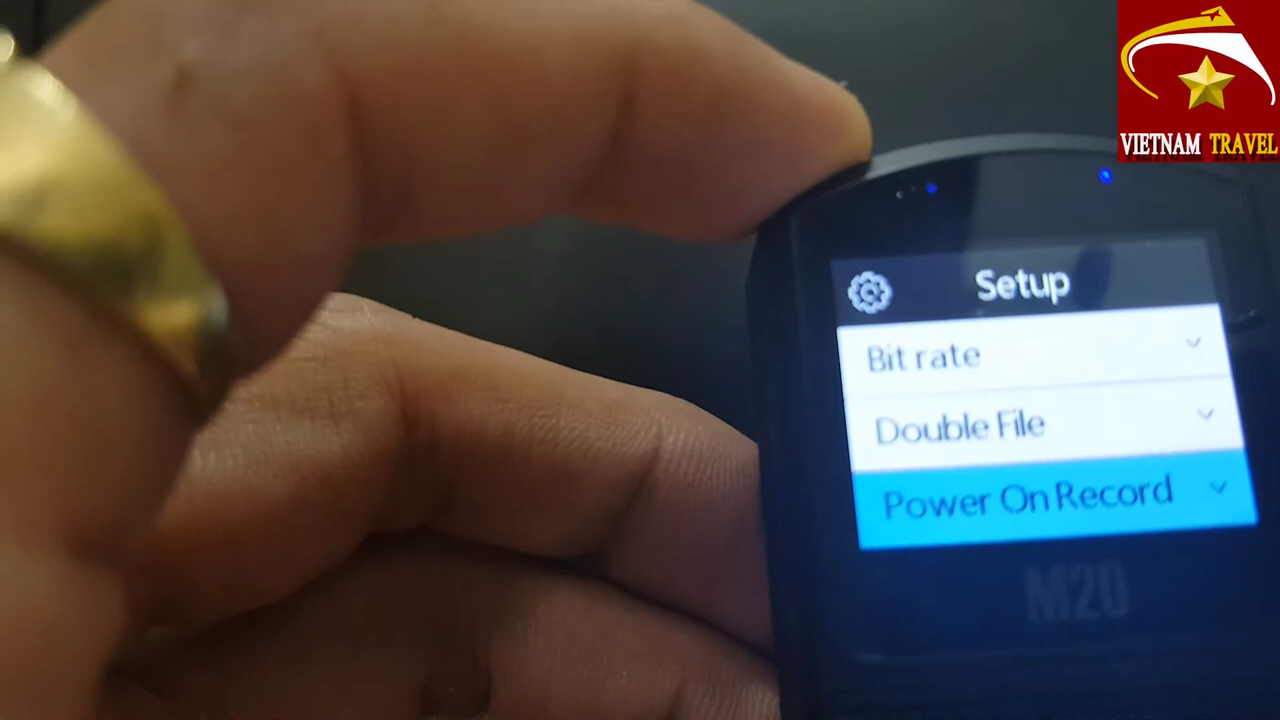 VIETNAM TRAVEL
Setup
Bit rate
Double File
Power On Record
M20